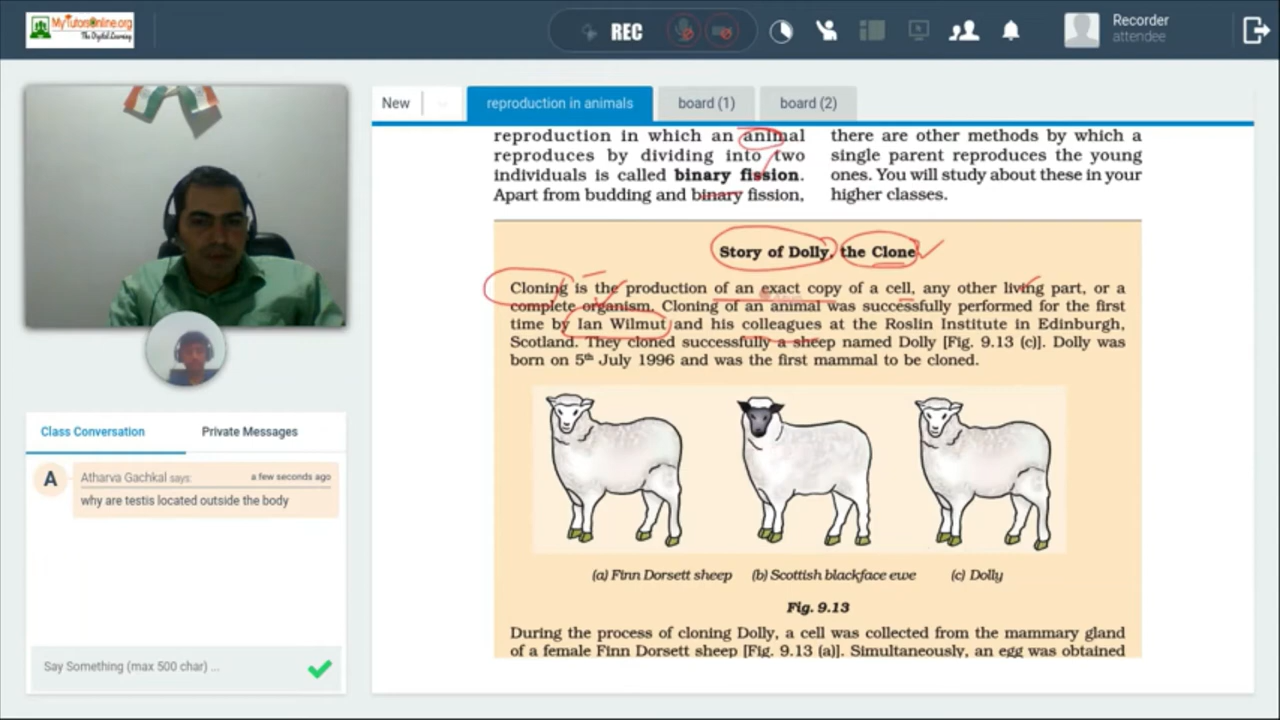 MyTutorsOnline.org
The Digital Learning
REC
Recorder
attendee
New
reproduction in animals
board (1)
board (2)
reproduction in which an animal
reproduces by dividing into two
individuals is called binary fission.
Apart from budding and binary fission,
there are other methods by which a
single parent reproduces the young
ones. You will study about these in your
higher classes.
Story of Dolly, the Clone
Cloning is the production of an exact copy of a cell, any other living part, or a
complete organism. Cloning of an animal was successfully performed for the first
time by Ian Wilmut and his colleagues at the Roslin Institute in Edinburgh,
Scotland. They cloned successfully a sheep named Dolly [Fig. 9.13 (c)]. Dolly was
born on 5th July 1996 and was the first mammal to be cloned.
(a) Finn Dorsett sheep (b) Scottish blackface ewe (c) Dolly
Fig. 9.13
During the process of cloning Dolly, a cell was collected from the mammary gland
of a female Finn Dorsett sheep [Fig. 9.13 (a)]. Simultaneously, an egg was obtained
Class Conversation
Private Messages
A
Atharva Gachkal says:
a few seconds ago
why are testis located outside the body
Say Something (max 500 char) ...